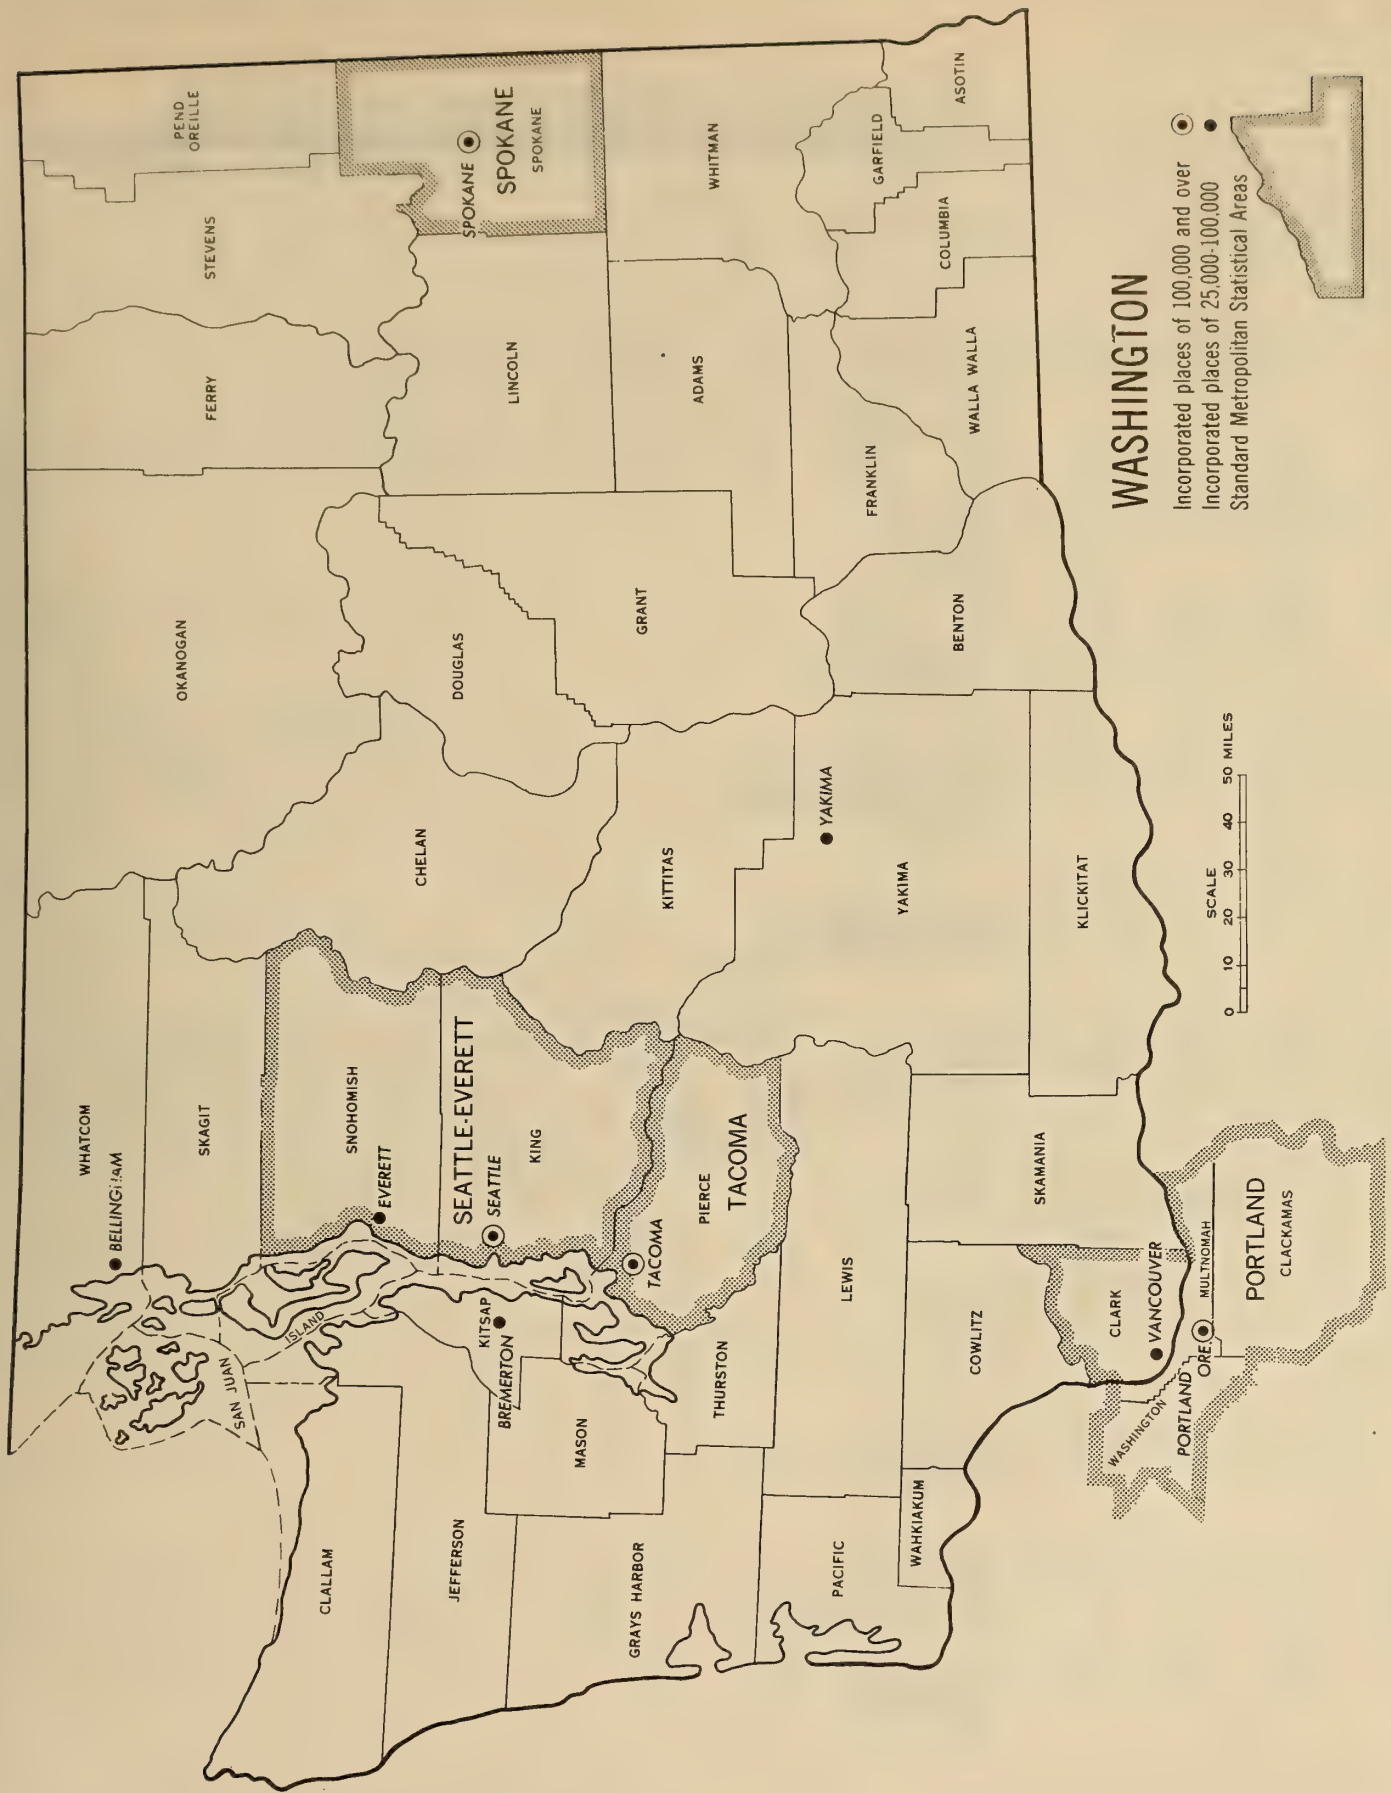 WHATCOM
BELLINGHAM
SKAGIT
SAN JUAN
ISLAND
OKANOGAN
FERRY
STEVENS
PEND
OREILLE
CLALLAM
JEFFERSON
SNOHOMISH
EVERETT
CHELAN
DOUGLAS
LINCOLN
SPOKANE
SPOKANE
SPOKANE
SEATTLE-EVERETT
SEATTLE
KING
KITSAP
BREMERTON
MASON
GRAYS HARBOR
TACOMA
PIERCE
TACOMA
THURSTON
KITTITAS
GRANT
ADAMS
WHITMAN
PACIFIC
LEWIS
YAKIMA
YAKIMA
BENTON
FRANKLIN
WALLA WALLA
COLUMBIA
GARFIELD
ASOTIN
WAHKIAKUM
COWLITZ
SKAMANIA
KLICKITAT
CLARK
VANCOUVER
WASHINGTON
PORTLAND
ORE.
MULTNOMAH
PORTLAND
CLACKAMAS
SCALE
0 10 20 30 40 50 MILES
WASHINGTON
Incorporated places of 100,000 and over
Incorporated places of 25,000-100,000
Standard Metropolitan Statistical Areas